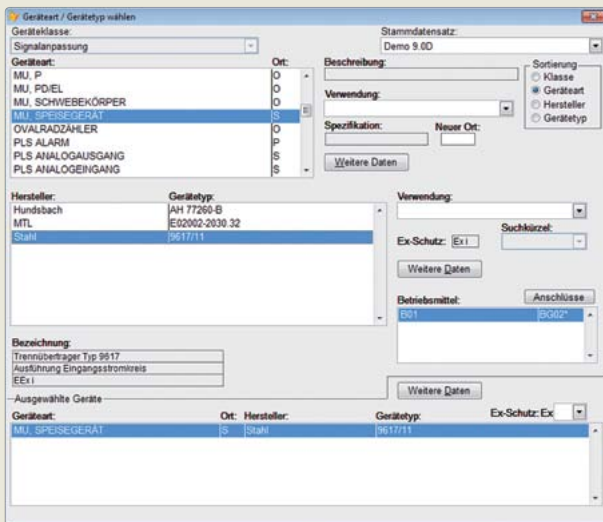 Geräteart / Gerätetyp wählen
Geräteklasse:
Signalanpassung
Stammdatensatz:
Demo 9.0D
Geräteart: Ort:
MU, P O
MU, PD/EL O
MU, SCHWEBEKÖRPER O
MU, SPEISEGERÄT S
OVALRADZÄHLER O
PLS ALARM P
PLS ANALOGAUSGANG S
PLS ANALOGEINGANG S
Beschreibung:
Verwendung:
Spezifikation: Neuer Ort:
Weitere Daten
Sortierung
Klasse
Geräteart
Hersteller
Gerätetyp
Hersteller: Gerätetyp:
Hundsbach AH 77260-B
MTL E02002-2030.32
Stahl 9617/11
Verwendung:
Suchkürzel:
Ex-Schutz: Ex i
Weitere Daten
Betriebsmittel: Anschlüsse
B01 BG02*
Bezeichnung:
Trennübertrager Typ 9617
Ausführung Eingangsstromkreis
EEx i
Weitere Daten
Ausgewählte Geräte
Geräteart: Ort: Hersteller: Gerätetyp: Ex-Schutz: Ex
MU, SPEISEGERÄT S Stahl 9617/11